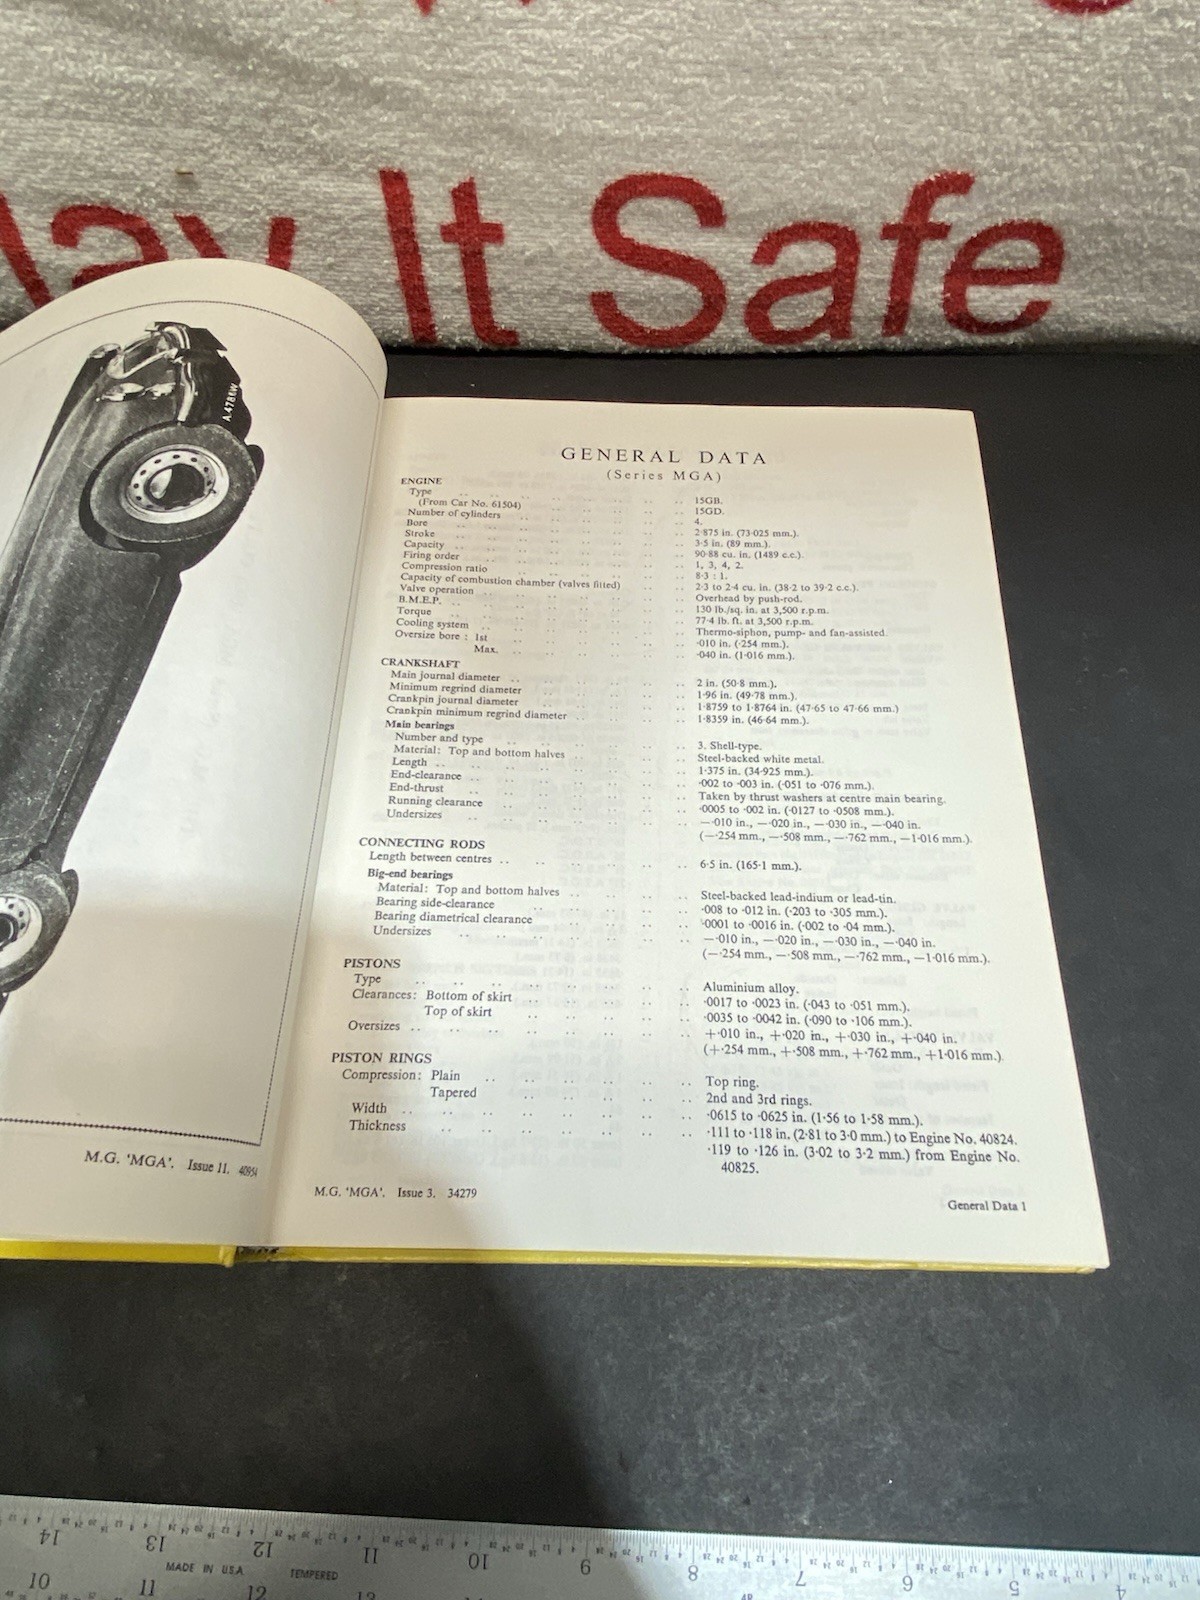 It Safe
A.4786W
M.G. 'MGA'. Issue 11. 40954
GENERAL DATA
(Series MGA)
ENGINE
Type .. .. .. .. .. .. .. 15GB.
(From Car No. 61504) .. .. .. .. 15GD.
Number of cylinders .. .. .. .. .. 4.
Bore .. .. .. .. .. .. .. 2·875 in. (73·025 mm.).
Stroke .. .. .. .. .. .. .. 3·5 in. (89 mm.).
Capacity .. .. .. .. .. .. .. 90·88 cu. in. (1489 c.c.).
Firing order .. .. .. .. .. .. 1, 3, 4, 2.
Compression ratio .. .. .. .. .. 8·3 : 1.
Capacity of combustion chamber (valves fitted) .. .. 2·3 to 2·4 cu. in. (38·2 to 39·2 c.c.).
Valve operation .. .. .. .. .. .. Overhead by push-rod.
B.M.E.P. .. .. .. .. .. .. .. 130 lb./sq. in. at 3,500 r.p.m.
Torque .. .. .. .. .. .. .. 77·4 lb. ft. at 3,500 r.p.m.
Cooling system .. .. .. .. .. .. Thermo-siphon, pump- and fan-assisted.
Oversize bore : 1st .. .. .. .. .. ·010 in. (·254 mm.).
Max. .. .. .. .. .. ·040 in. (1·016 mm.).
CRANKSHAFT
Main journal diameter .. .. .. .. .. 2 in. (50·8 mm.).
Minimum regrind diameter .. .. .. .. 1·96 in. (49·78 mm.).
Crankpin journal diameter .. .. .. .. 1·8759 to 1·8764 in. (47·65 to 47·66 mm.)
Crankpin minimum regrind diameter .. .. .. 1·8359 in. (46·64 mm.).
Main bearings
Number and type .. .. .. .. .. 3. Shell-type.
Material: Top and bottom halves .. .. .. Steel-backed white metal.
Length .. .. .. .. .. .. .. 1·375 in. (34·925 mm.).
End-clearance .. .. .. .. .. .. ·002 to ·003 in. (·051 to ·076 mm.).
End-thrust .. .. .. .. .. .. Taken by thrust washers at centre main bearing.
Running clearance .. .. .. .. .. ·0005 to ·002 in. (·0127 to ·0508 mm.).
Undersizes .. .. .. .. .. .. —·010 in., —·020 in., —·030 in., —·040 in.
(—·254 mm., —·508 mm., —·762 mm., —1·016 mm.).
CONNECTING RODS
Length between centres .. .. .. .. .. 6·5 in. (165·1 mm.).
Big-end bearings
Material: Top and bottom halves .. .. .. Steel-backed lead-indium or lead-tin.
Bearing side-clearance .. .. .. .. ·008 to ·012 in. (·203 to ·305 mm.).
Bearing diametrical clearance .. .. .. ·0001 to ·0016 in. (·002 to ·04 mm.).
Undersizes .. .. .. .. .. .. —·010 in., —·020 in., —·030 in., —·040 in.
(—·254 mm., —·508 mm., —·762 mm., —1·016 mm.).
PISTONS
Type .. .. .. .. .. .. .. Aluminium alloy.
Clearances: Bottom of skirt .. .. .. .. ·0017 to ·0023 in. (·043 to ·051 mm.).
Top of skirt .. .. .. .. .. ·0035 to ·0042 in. (·090 to ·106 mm.).
Oversizes .. .. .. .. .. .. .. +·010 in., +·020 in., +·030 in., +·040 in.
(+·254 mm., +·508 mm., +·762 mm., +1·016 mm.).
PISTON RINGS
Compression: Plain .. .. .. .. .. .. Top ring.
Tapered .. .. .. .. .. 2nd and 3rd rings.
Width .. .. .. .. .. .. .. ·0615 to ·0625 in. (1·56 to 1·58 mm.).
Thickness .. .. .. .. .. .. .. ·111 to ·118 in. (2·81 to 3·0 mm.) to Engine No. 40824.
·119 to ·126 in. (3·02 to 3·2 mm.) from Engine No.
40825.
M.G. 'MGA'. Issue 3. 34279
General Data 1
14 13 12 11 10 9 8 7 6 5 4
MADE IN U.S.A. TEMPERED
10 11 12 13